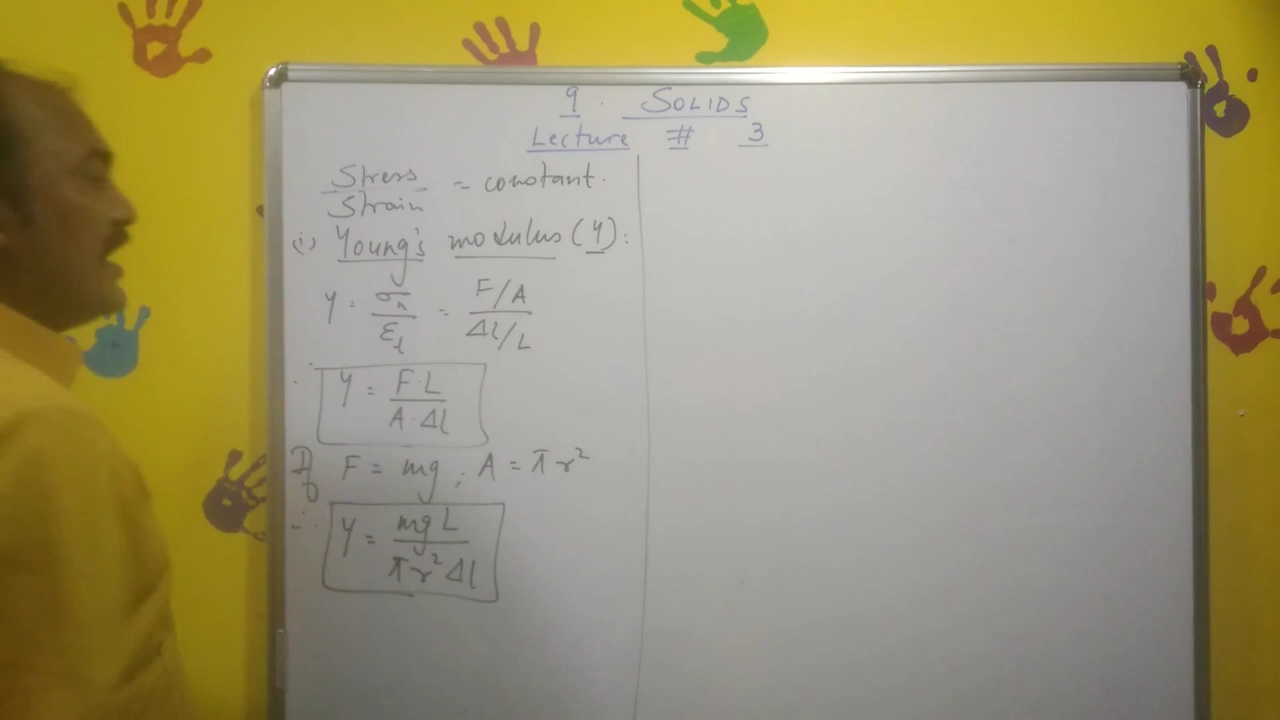 9. SOLIDS
Lecture # 3
Stress/Strain = constant.
(i) Young's modulus (Y):
Y = σn/εl = F/A / Δl/L
∴ Y = F·L / A·Δl
If F = mg ; A = πr²
∴ Y = mgL / πr²Δl